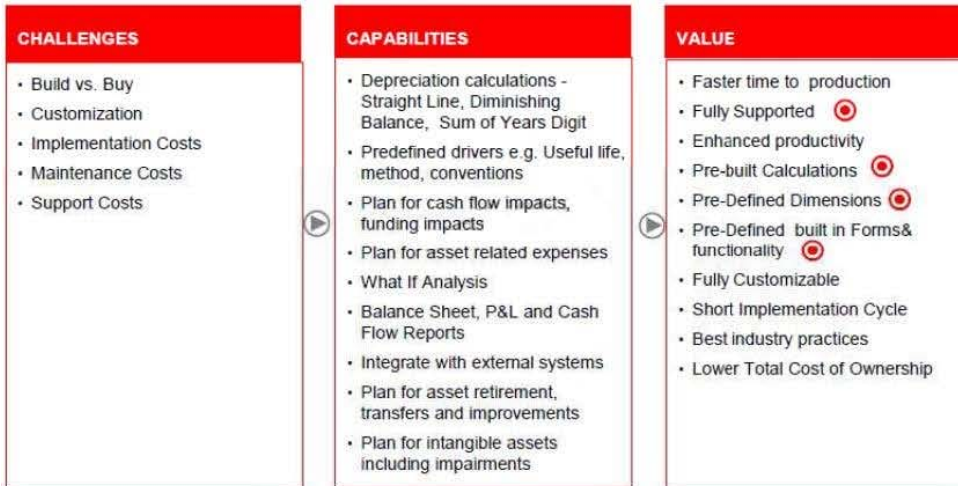 CHALLENGES
• Build vs. Buy
• Customization
• Implementation Costs
• Maintenance Costs
• Support Costs
CAPABILITIES
• Depreciation calculations -
Straight Line, Diminishing
Balance, Sum of Years Digit
• Predefined drivers e.g. Useful life,
method, conventions
• Plan for cash flow impacts,
funding impacts
• Plan for asset related expenses
• What If Analysis
• Balance Sheet, P&L and Cash
Flow Reports
• Integrate with external systems
• Plan for asset retirement,
transfers and improvements
• Plan for intangible assets
including impairments
VALUE
• Faster time to production
• Fully Supported
• Enhanced productivity
• Pre-built Calculations
• Pre-Defined Dimensions
• Pre-Defined built in Forms&
functionality
• Fully Customizable
• Short Implementation Cycle
• Best industry practices
• Lower Total Cost of Ownership